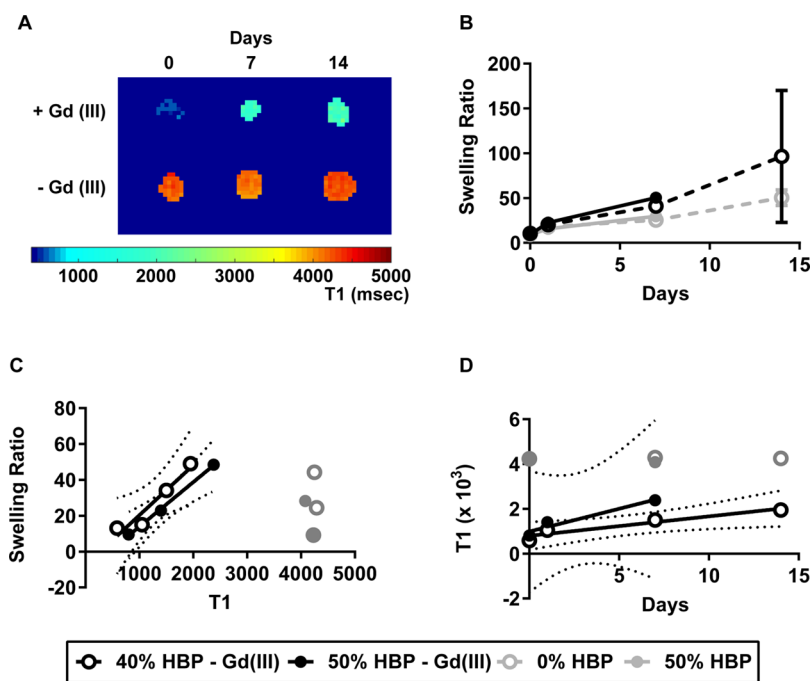 A
Days
0 7 14
+ Gd (III)
- Gd (III)
1000 2000 3000 4000 5000
T1 (msec)
B
Swelling Ratio
200
150
100
50
0
0 5 10 15
Days
C
Swelling Ratio
80
60
40
20
0
-20
1000 2000 3000 4000 5000
T1
D
T1 (x 10³)
6
4
2
0
-2
5 10 15
Days
40% HBP - Gd(III) 50% HBP - Gd(III) 0% HBP 50% HBP